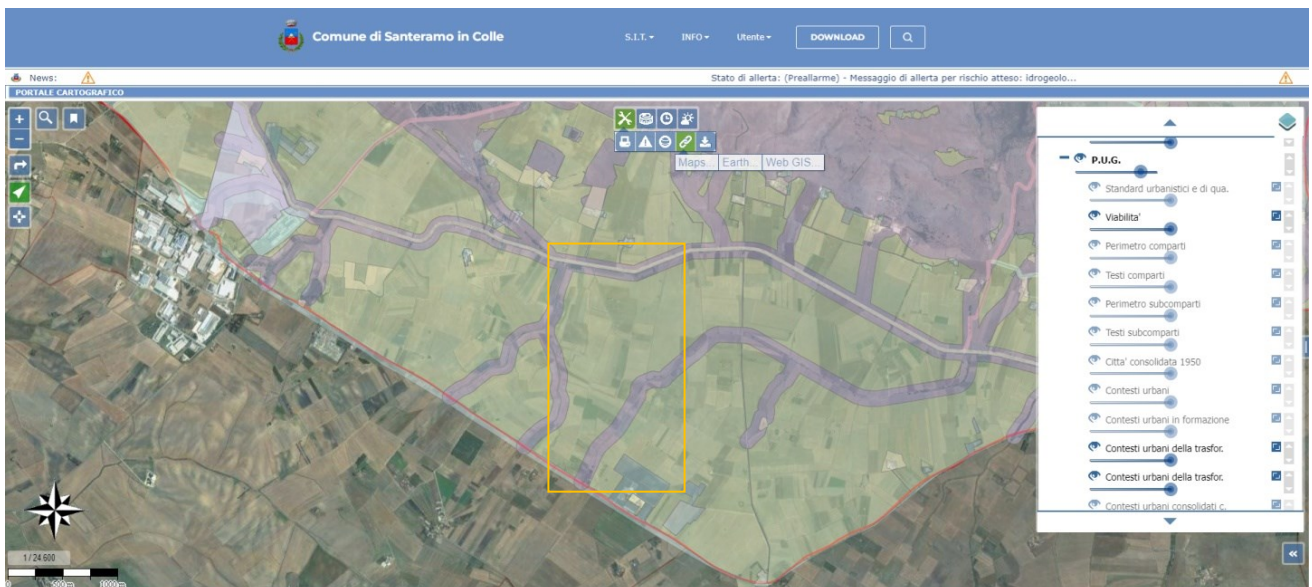 Comune di Santeramo in Colle
S.I.T.
INFO
Utente
DOWNLOAD
News:
Stato di allerta: (Preallarme) - Messaggio di allerta per rischio atteso: idrogeolo...
PORTALE CARTOGRAFICO
Maps...
Earth...
Web GIS...
P.U.G.
Standard urbanistici e di qua.
Viabilita'
Perimetro comparti
Testi comparti
Perimetro subcomparti
Testi subcomparti
Citta' consolidata 1950
Contesti urbani
Contesti urbani in formazione
Contesti urbani della trasfor.
Contesti urbani della trasfor.
Contesti urbani consolidati c.
1 / 24.600
0 500 m 1000 m